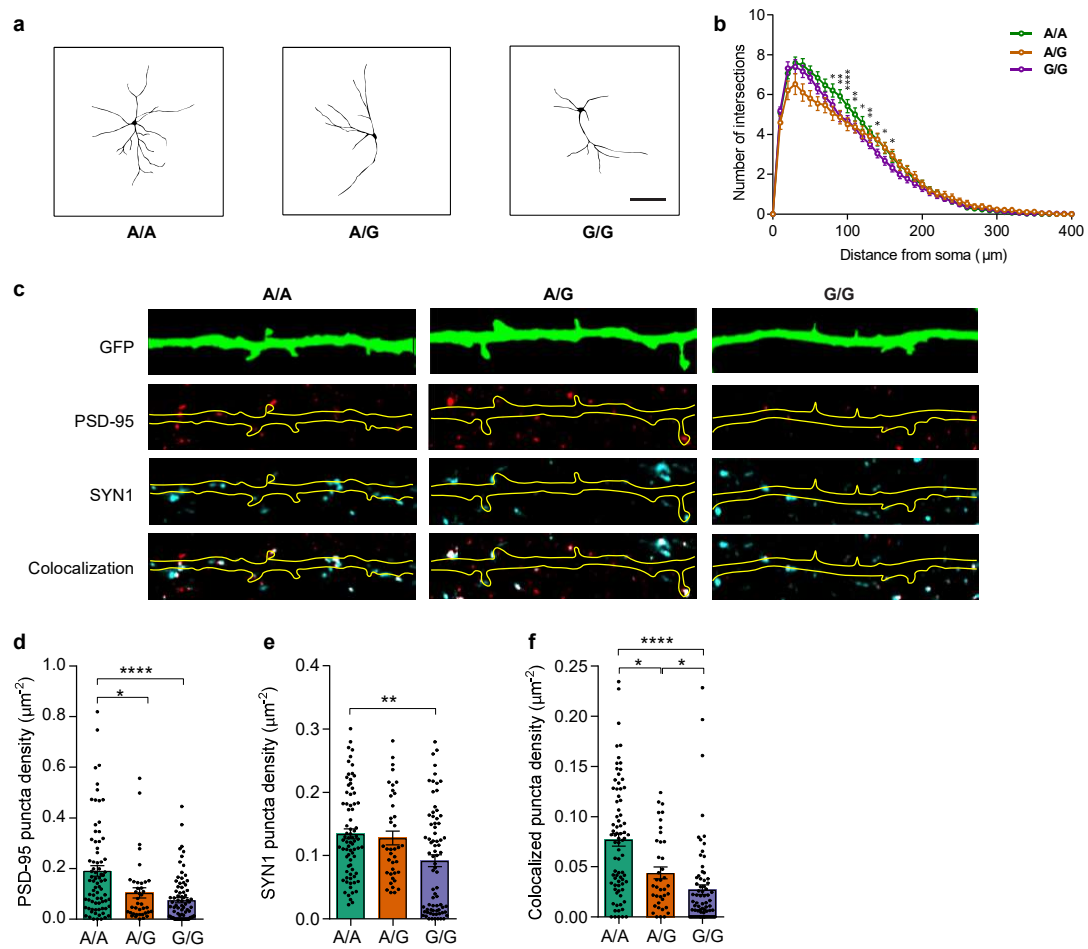 a
A/A
A/G
G/G
b
A/A
A/G
G/G
Number of intersections
10
8
6
4
2
0
*
**
****
**
*
**
*
*
*
0
100
200
300
400
Distance from soma (µm)
c
A/A
A/G
G/G
GFP
PSD-95
SYN1
Colocalization
d
PSD-95 puncta density (µm⁻²)
1.0
0.8
0.6
0.4
0.2
0.0
****
*
A/A
A/G
G/G
e
SYN1 puncta density (µm⁻²)
0.4
0.3
0.2
0.1
0.0
**
A/A
A/G
G/G
f
Colocalized puncta density (µm⁻²)
0.25
0.20
0.15
0.10
0.05
0.00
****
*
*
A/A
A/G
G/G